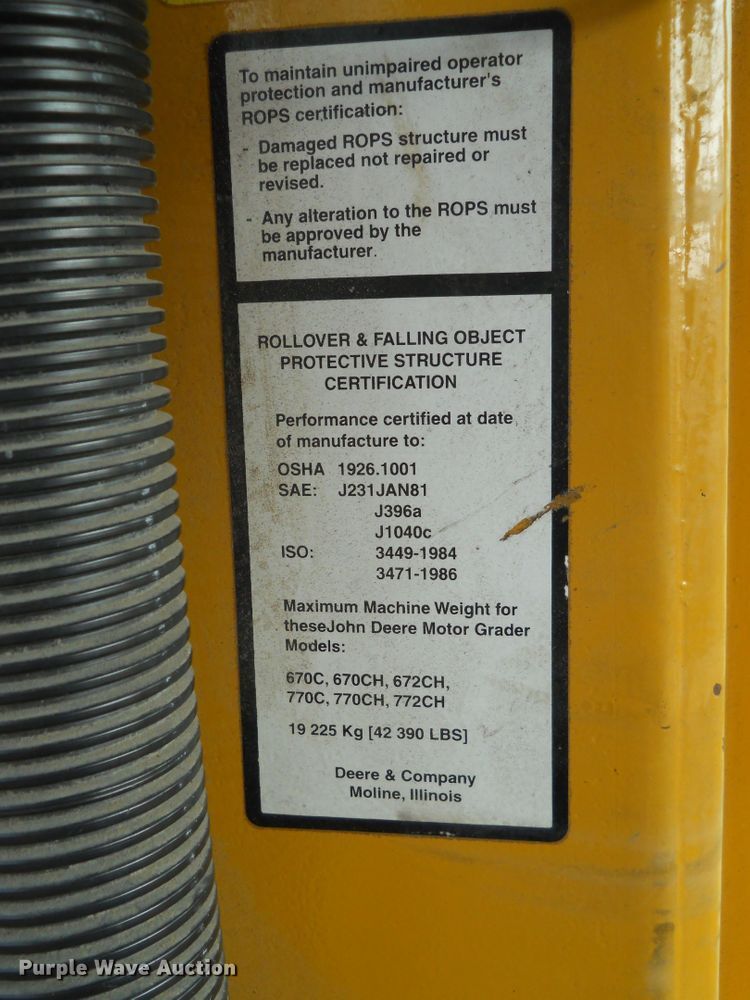 To maintain unimpaired operator
protection and manufacturer's
ROPS certification:
- Damaged ROPS structure must
be replaced not repaired or
revised.
- Any alteration to the ROPS must
be approved by the
manufacturer.
ROLLOVER & FALLING OBJECT
PROTECTIVE STRUCTURE
CERTIFICATION
Performance certified at date
of manufacture to:
OSHA 1926.1001
SAE: J231JAN81
J396a
J1040c
ISO: 3449-1984
3471-1986
Maximum Machine Weight for
theseJohn Deere Motor Grader
Models:
670C, 670CH, 672CH,
770C, 770CH, 772CH
19 225 Kg [42 390 LBS]
Deere & Company
Moline, Illinois
Purple Wave Auction